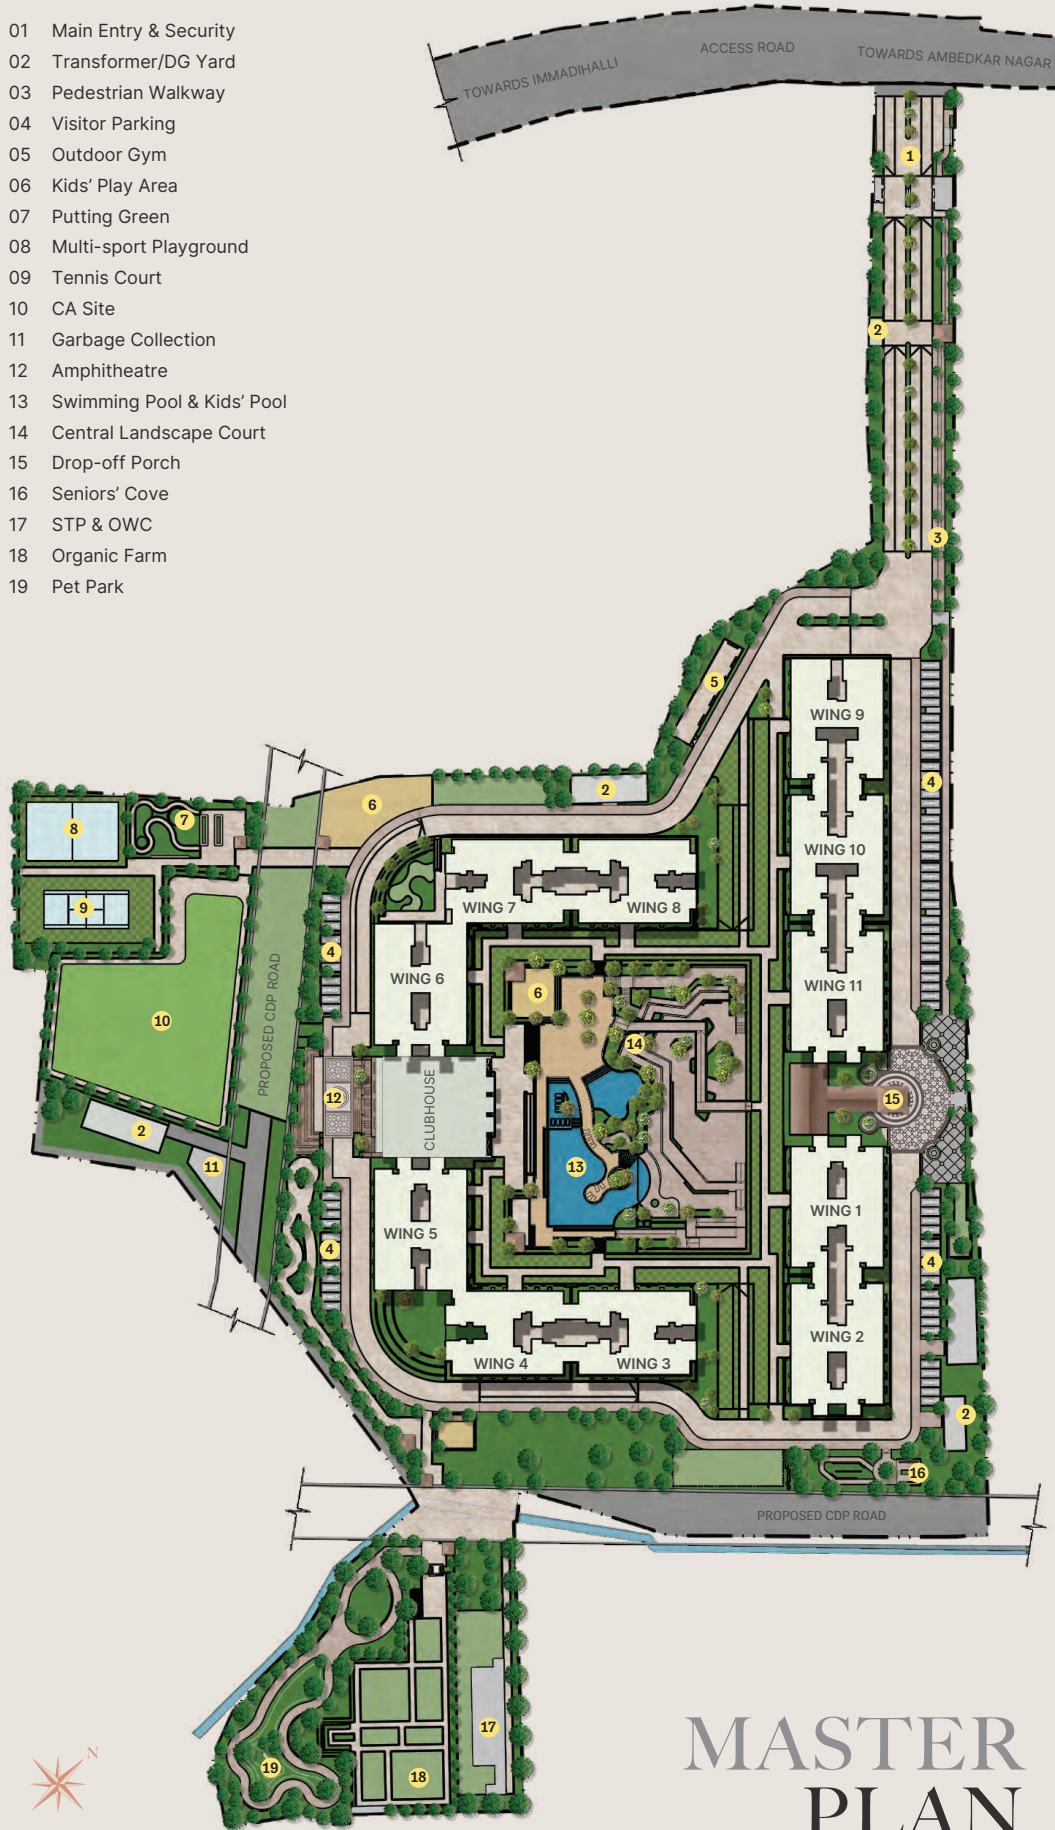 01 Main Entry & Security
02 Transformer/DG Yard
03 Pedestrian Walkway
04 Visitor Parking
05 Outdoor Gym
06 Kids’ Play Area
07 Putting Green
08 Multi-sport Playground
09 Tennis Court
10 CA Site
11 Garbage Collection
12 Amphitheatre
13 Swimming Pool & Kids’ Pool
14 Central Landscape Court
15 Drop-off Porch
16 Seniors’ Cove
17 STP & OWC
18 Organic Farm
19 Pet Park
TOWARDS IMMADIHALLI
ACCESS ROAD
TOWARDS AMBEDKAR NAGAR
1
2
3
5
WING 9
4
2
6
8
7
WING 10
9
WING 7
WING 8
4
WING 6
WING 11
6
10
PROPOSED CDP ROAD
14
12
CLUBHOUSE
15
2
11
13
WING 1
WING 5
4
4
WING 2
WING 4
WING 3
2
16
PROPOSED CDP ROAD
17
19
18
N
MASTER
PLAN